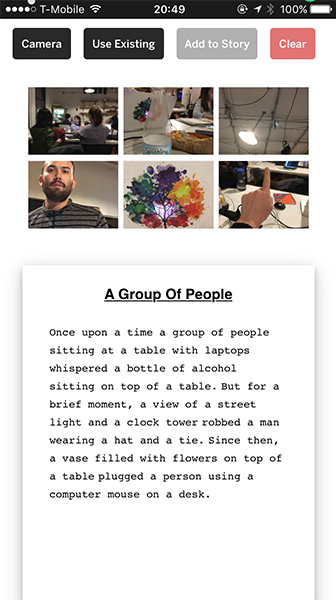 T-Mobile 20:49 100%
Camera Use Existing Add to Story Clear
A Group Of People
Once upon a time a group of people
sitting at a table with laptops
whispered a bottle of alcohol
sitting on top of a table. But for a
brief moment, a view of a street
light and a clock tower robbed a man
wearing a hat and a tie. Since then,
a vase filled with flowers on top of
a table plugged a person using a
computer mouse on a desk.